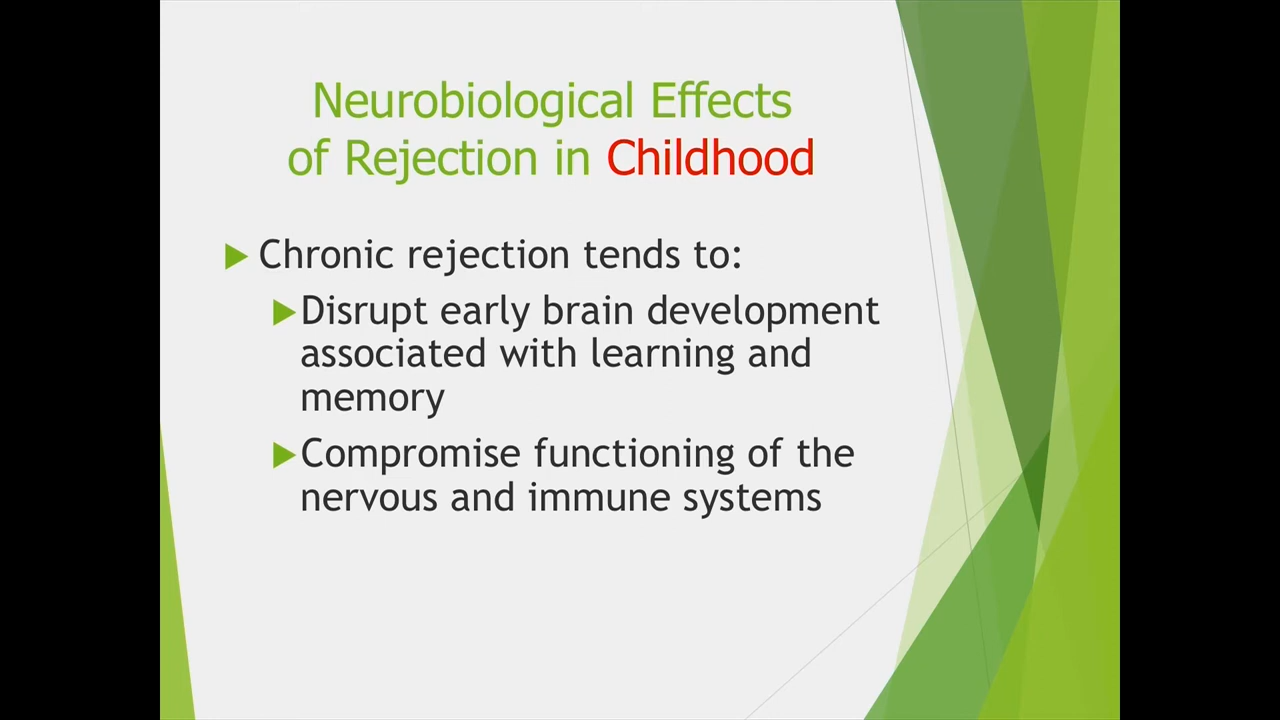 Neurobiological Effects
of Rejection in Childhood
Chronic rejection tends to:
Disrupt early brain development
associated with learning and
memory
Compromise functioning of the
nervous and immune systems